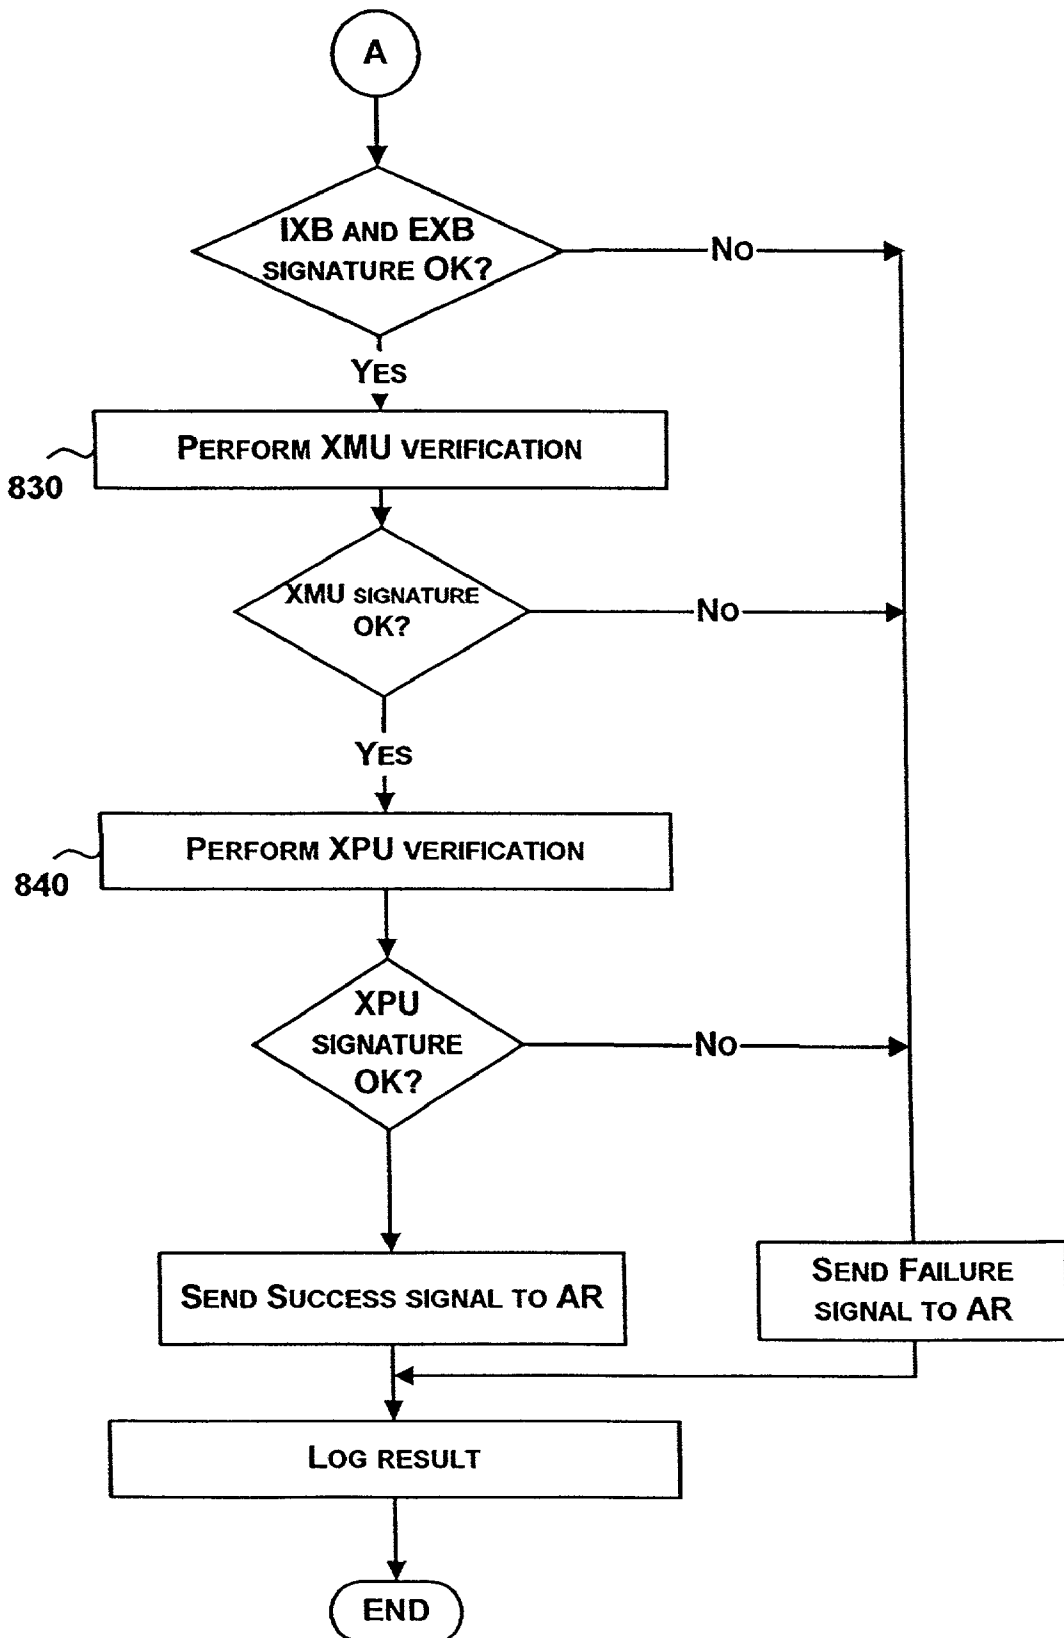 A
IXB AND EXB
SIGNATURE OK?
NO
YES
PERFORM XMU VERIFICATION
830
XMU SIGNATURE
OK?
NO
YES
PERFORM XPU VERIFICATION
840
XPU
SIGNATURE
OK?
NO
SEND SUCCESS SIGNAL TO AR
SEND FAILURE
SIGNAL TO AR
LOG RESULT
END